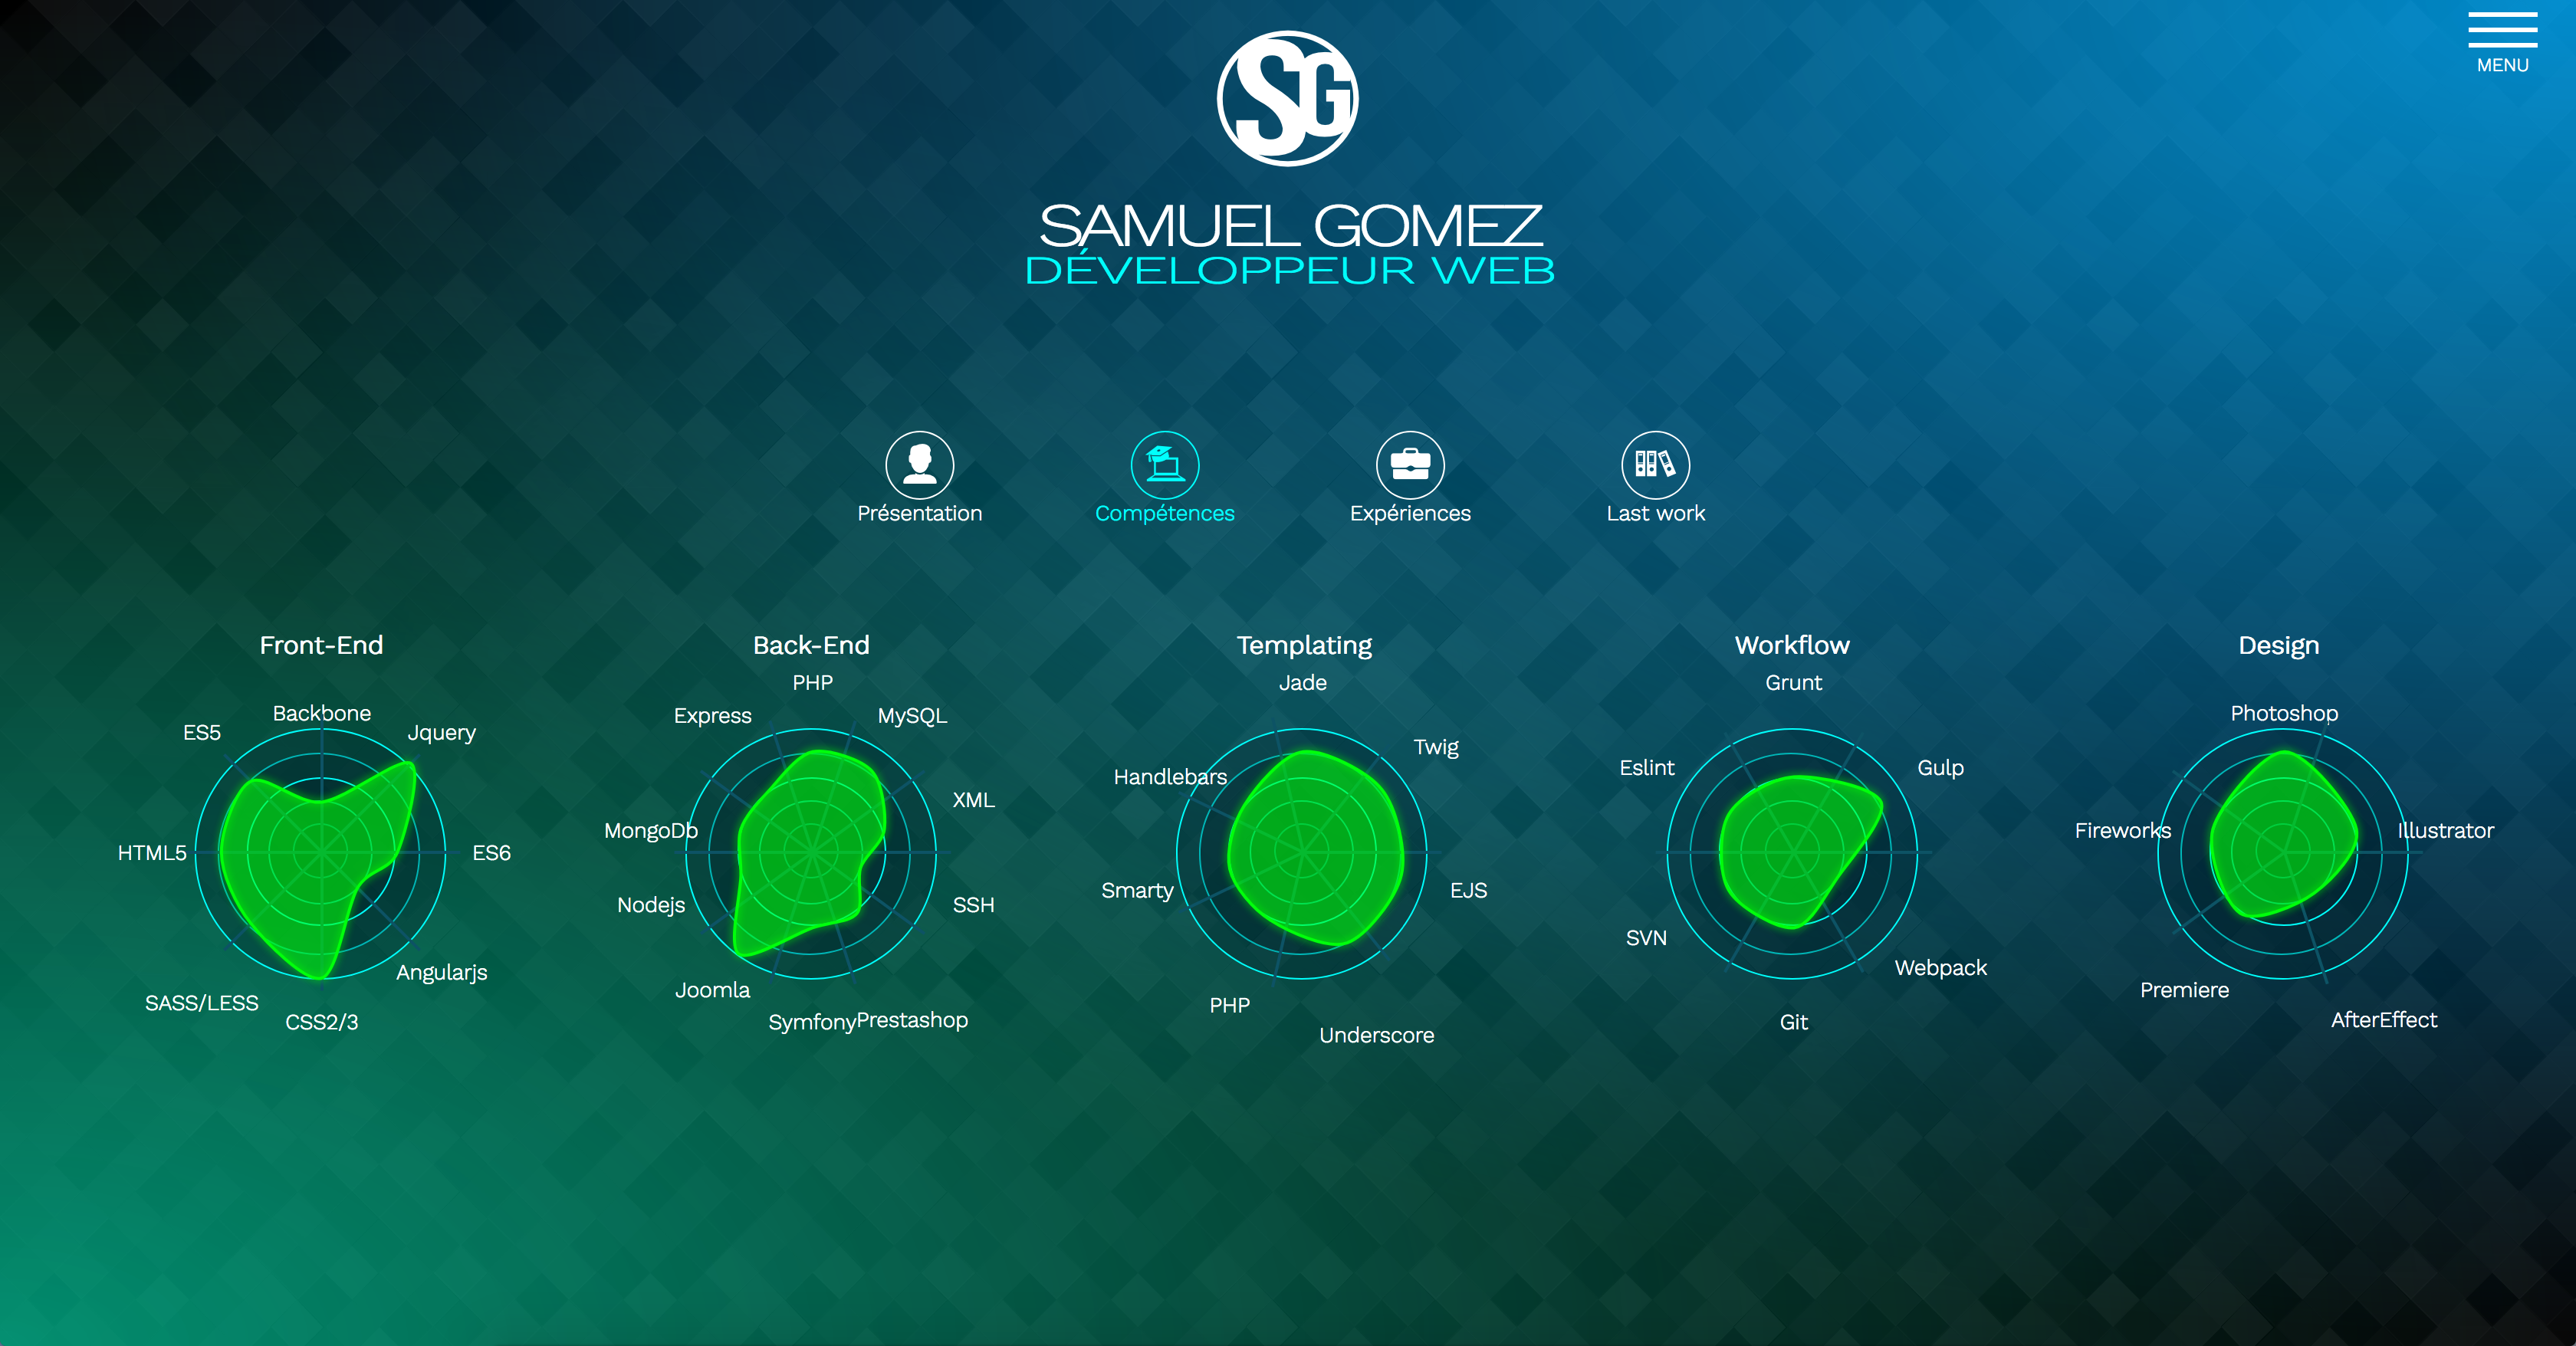 MENU
SG
SAMUEL GOMEZ
DÉVELOPPEUR WEB
Présentation
Compétences
Expériences
Last work
Front-End
Backbone
Jquery
ES6
Angularjs
CSS2/3
SASS/LESS
HTML5
ES5
Back-End
PHP
MySQL
XML
SSH
Prestashop
Symfony
Joomla
Nodejs
MongoDb
Express
Templating
Jade
Twig
EJS
Underscore
PHP
Smarty
Handlebars
Workflow
Grunt
Gulp
Webpack
Git
SVN
Eslint
Design
Photoshop
Illustrator
AfterEffect
Premiere
Fireworks